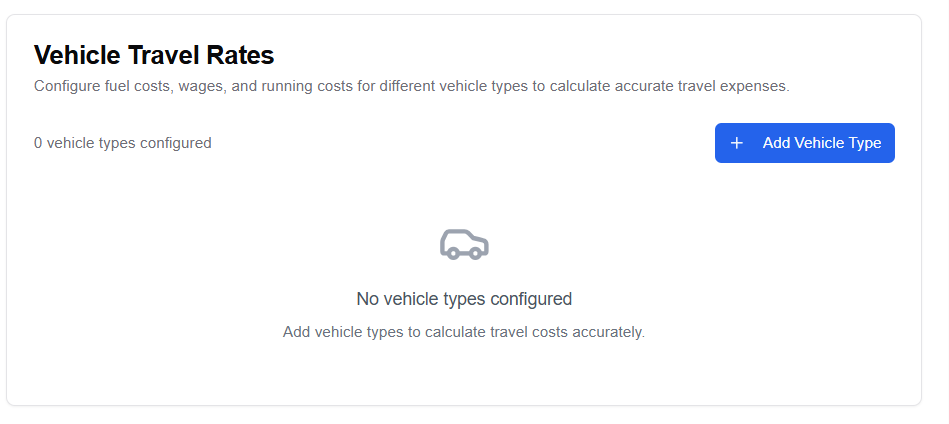 Vehicle Travel Rates
Configure fuel costs, wages, and running costs for different vehicle types to calculate accurate travel expenses.
0 vehicle types configured
+ Add Vehicle Type
No vehicle types configured
Add vehicle types to calculate travel costs accurately.